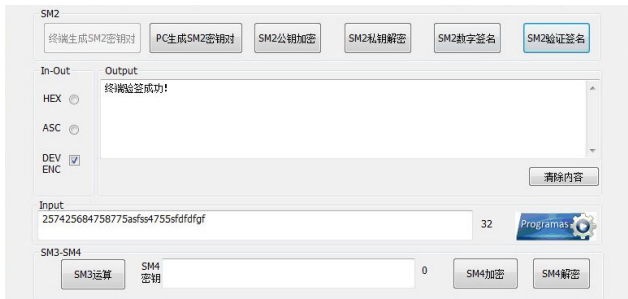 SM2
终端生成SM2密钥对 PC生成SM2密钥对 SM2公钥加密 SM2私钥解密 SM2数字签名 SM2验证签名
In-Out Output
终端验签成功!
HEX
ASC
DEV
ENC
清除内容
Input
257425684758775asfss4755sfdfdfgf 32 Programas
SM3-SM4
SM3运算 SM4
密钥 0 SM4加密 SM4解密